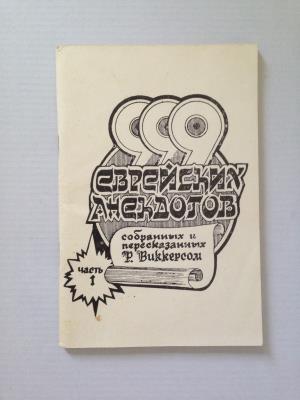 999
еврейских
анекдотов
собранных и
пересказанных
Р. Виккерсом
часть
1